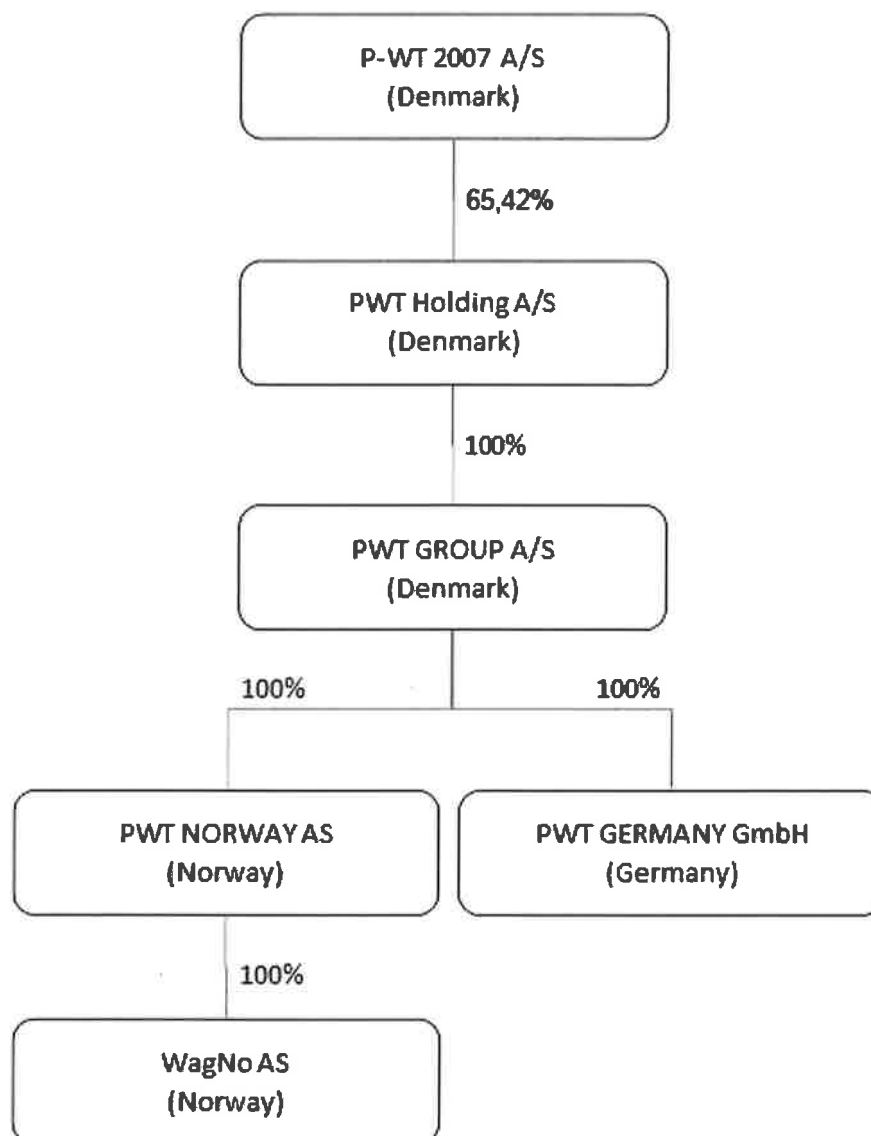 P-WT 2007 A/S
(Denmark)
65,42%
PWT Holding A/S
(Denmark)
100%
PWT GROUP A/S
(Denmark)
100%
100%
PWT NORWAY AS
(Norway)
PWT GERMANY GmbH
(Germany)
100%
WagNo AS
(Norway)